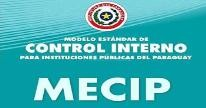 MODELO ESTÁNDAR DE
CONTROL INTERNO
PARA INSTITUCIONES PÚBLICAS DEL PARAGUAY
MECIP